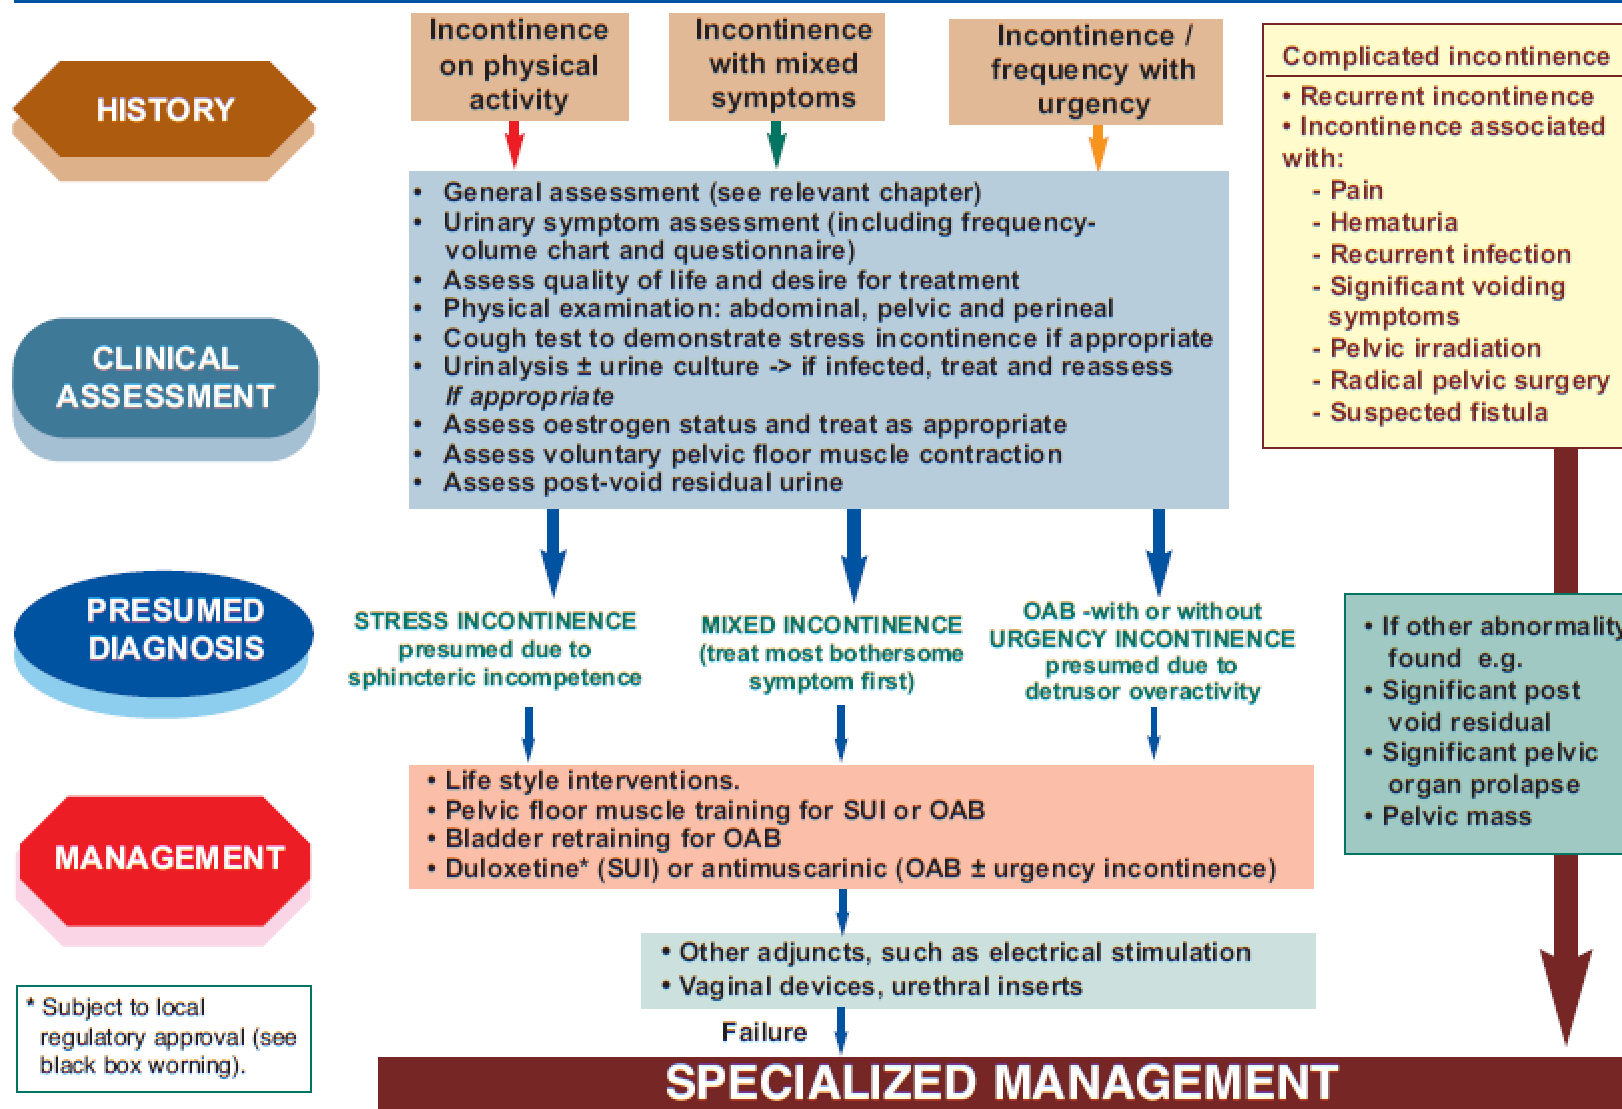 HISTORY
Incontinence
on physical
activity
Incontinence
with mixed
symptoms
Incontinence /
frequency with
urgency
Complicated incontinence
• Recurrent incontinence
• Incontinence associated
with:
- Pain
- Hematuria
- Recurrent infection
- Significant voiding
symptoms
- Pelvic irradiation
- Radical pelvic surgery
- Suspected fistula
CLINICAL
ASSESSMENT
• General assessment (see relevant chapter)
• Urinary symptom assessment (including frequency-
volume chart and questionnaire)
• Assess quality of life and desire for treatment
• Physical examination: abdominal, pelvic and perineal
• Cough test to demonstrate stress incontinence if appropriate
• Urinalysis ± urine culture -> if infected, treat and reassess
If appropriate
• Assess oestrogen status and treat as appropriate
• Assess voluntary pelvic floor muscle contraction
• Assess post-void residual urine
PRESUMED
DIAGNOSIS
STRESS INCONTINENCE
presumed due to
sphincteric incompetence
MIXED INCONTINENCE
(treat most bothersome
symptom first)
OAB -with or without
URGENCY INCONTINENCE
presumed due to
detrusor overactivity
• If other abnormality
found e.g.
• Significant post
void residual
• Significant pelvic
organ prolapse
• Pelvic mass
MANAGEMENT
• Life style interventions.
• Pelvic floor muscle training for SUI or OAB
• Bladder retraining for OAB
• Duloxetine* (SUI) or antimuscarinic (OAB ± urgency incontinence)
• Other adjuncts, such as electrical stimulation
• Vaginal devices, urethral inserts
* Subject to local
regulatory approval (see
black box worning).
Failure
SPECIALIZED MANAGEMENT